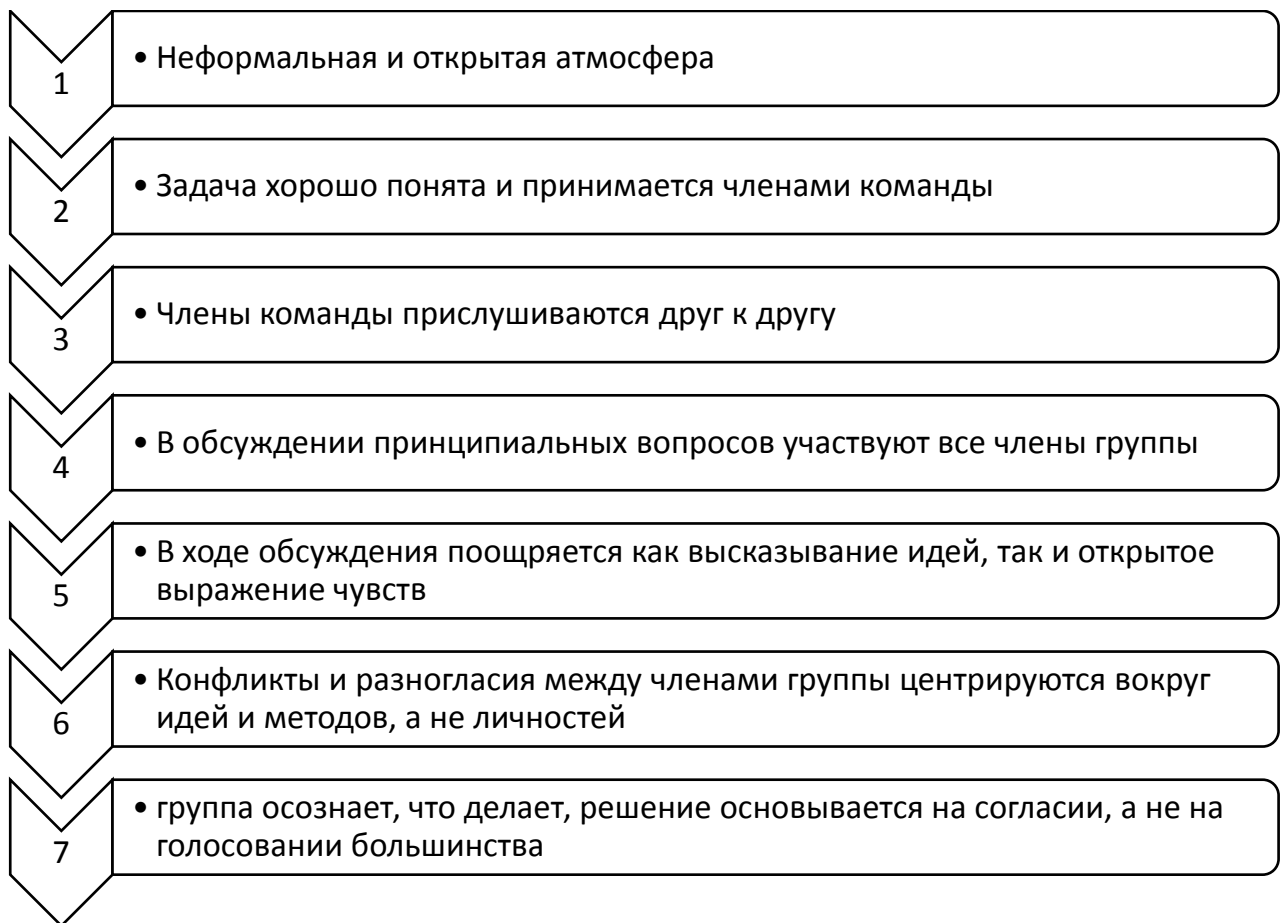 1
• Неформальная и открытая атмосфера
2
• Задача хорошо понята и принимается членами команды
3
• Члены команды прислушиваются друг к другу
4
• В обсуждении принципиальных вопросов участвуют все члены группы
5
• В ходе обсуждения поощряется как высказывание идей, так и открытое
выражение чувств
6
• Конфликты и разногласия между членами группы центрируются вокруг
идей и методов, а не личностей
7
• группа осознает, что делает, решение основывается на согласии, а не на
голосовании большинства